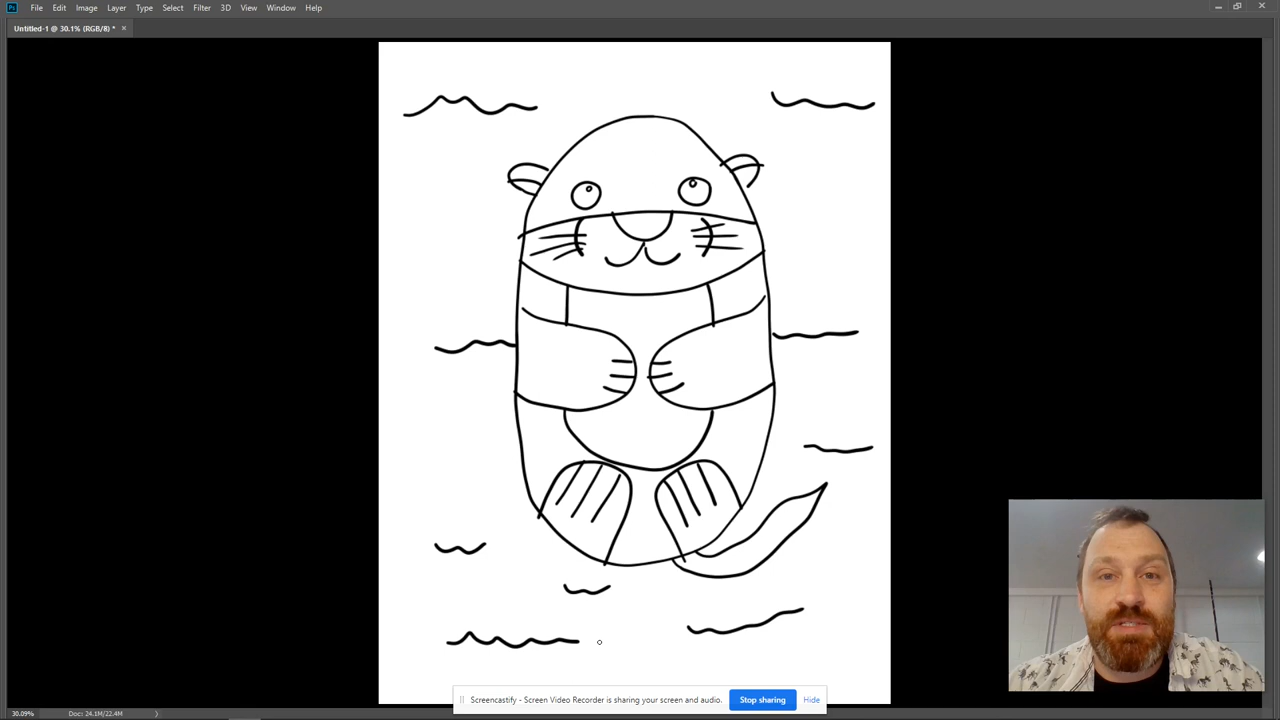 Ps File Edit Image Layer Type Select Filter 3D View Window Help
Untitled-1 @ 30.1% (RGB/8) * ×
Screencastify - Screen Video Recorder is sharing your screen and audio. Stop sharing Hide
30.09% Doc: 24.1M/22.4M